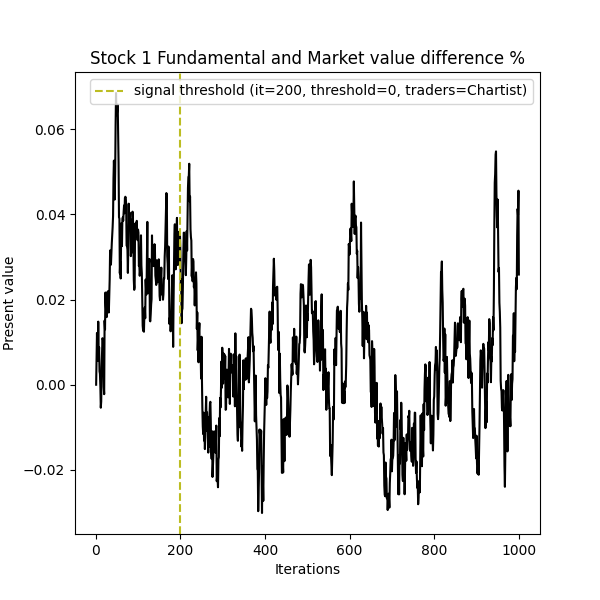 Stock 1 Fundamental and Market value difference %
signal threshold (it=200, threshold=0, traders=Chartist)
0.06
0.04
0.02
0.00
−0.02
Present value
0 200 400 600 800 1000
Iterations